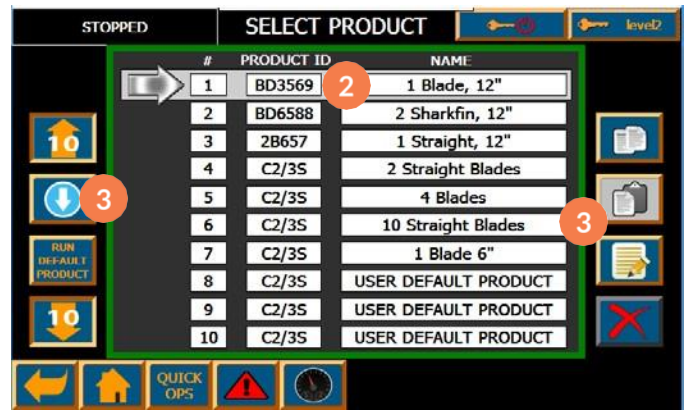 STOPPED SELECT PRODUCT level2
# PRODUCT ID NAME
1 BD3569 2 1 Blade, 12"
2 BD6588 2 Sharkfin, 12"
10 3 2B657 1 Straight, 12"
4 C2/3S 2 Straight Blades
3 5 C2/3S 4 Blades
6 C2/3S 10 Straight Blades 3
RUN DEFAULT PRODUCT 7 C2/3S 1 Blade 6"
8 C2/3S USER DEFAULT PRODUCT
10 9 C2/3S USER DEFAULT PRODUCT
10 C2/3S USER DEFAULT PRODUCT
QUICK
OPS